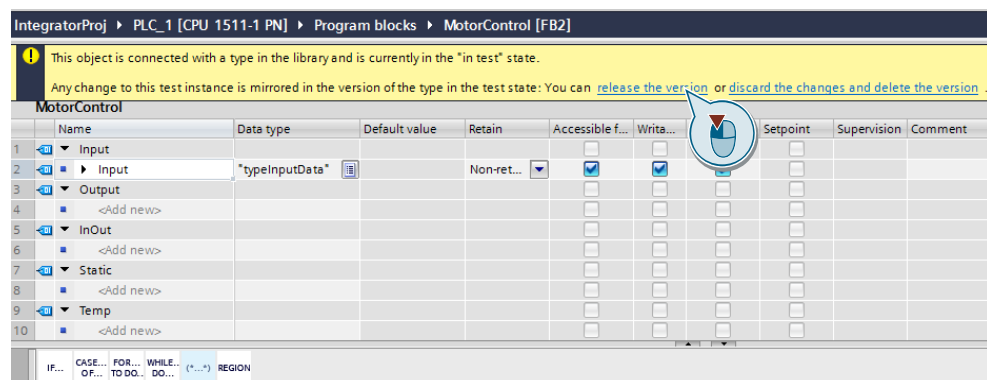 IntegratorProj ▸ PLC_1 [CPU 1511-1 PN] ▸ Program blocks ▸ MotorControl [FB2]
This object is connected with a type in the library and is currently in the "in test" state.
Any change to this test instance is mirrored in the version of the type in the test state: You can release the version or discard the changes and delete the version .
MotorControl
Name Data type Default value Retain Accessible f... Writa... Setpoint Supervision Comment
1 Input
2 Input "typeInputData" Non-ret...
3 Output
4 <Add new>
5 InOut
6 <Add new>
7 Static
8 <Add new>
9 Temp
10 <Add new>
IF... CASE... FOR... WHILE.. (*...*) REGION
OF... TO DO.. DO...